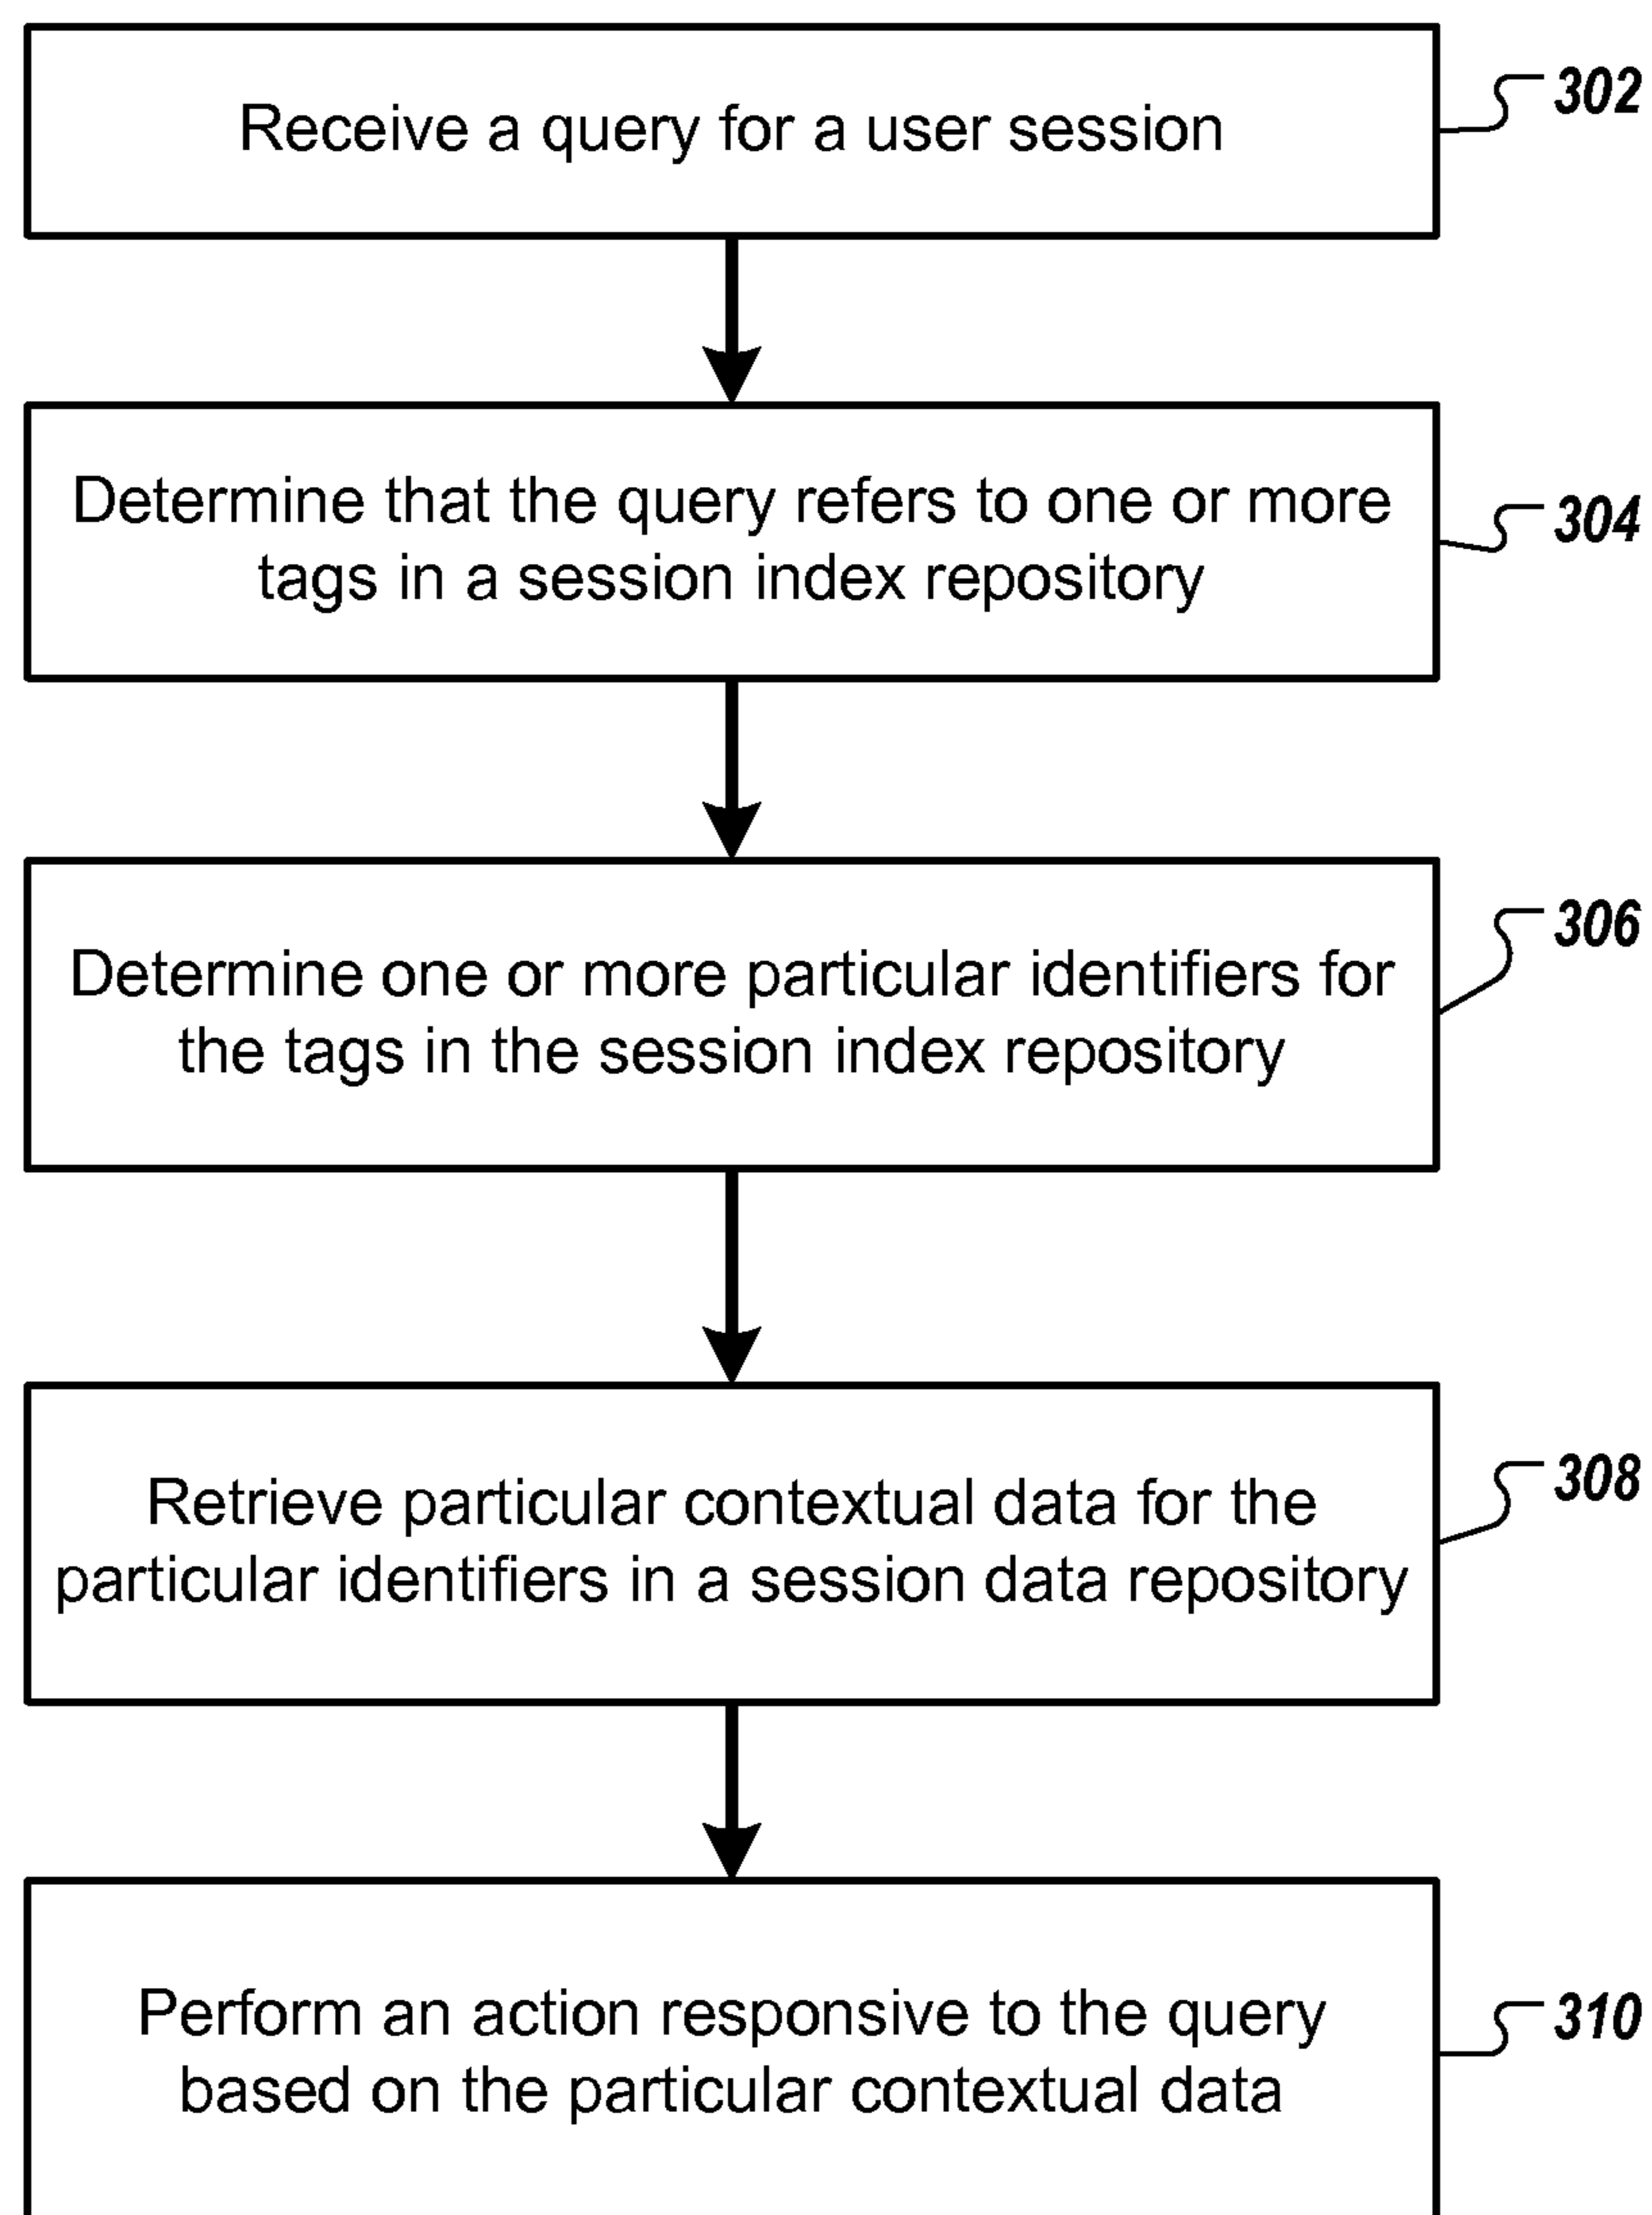 Receive a query for a user session
302
Determine that the query refers to one or more
tags in a session index repository
304
Determine one or more particular identifiers for
the tags in the session index repository
306
Retrieve particular contextual data for the
particular identifiers in a session data repository
308
Perform an action responsive to the query
based on the particular contextual data
310